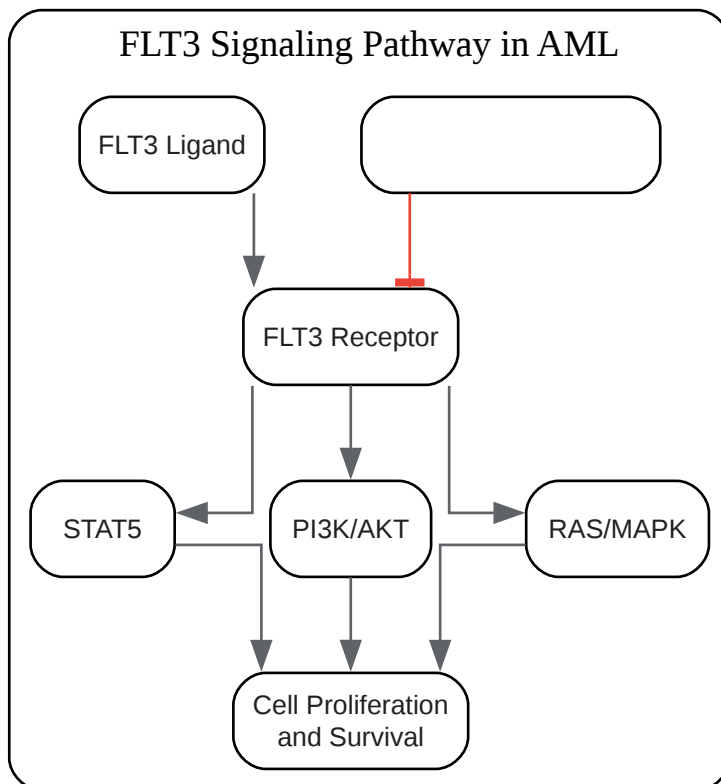 FLT3 Signaling Pathway in AML
FLT3 Ligand
FLT3 Receptor
STAT5
PI3K/AKT
RAS/MAPK
Cell Proliferation
and Survival